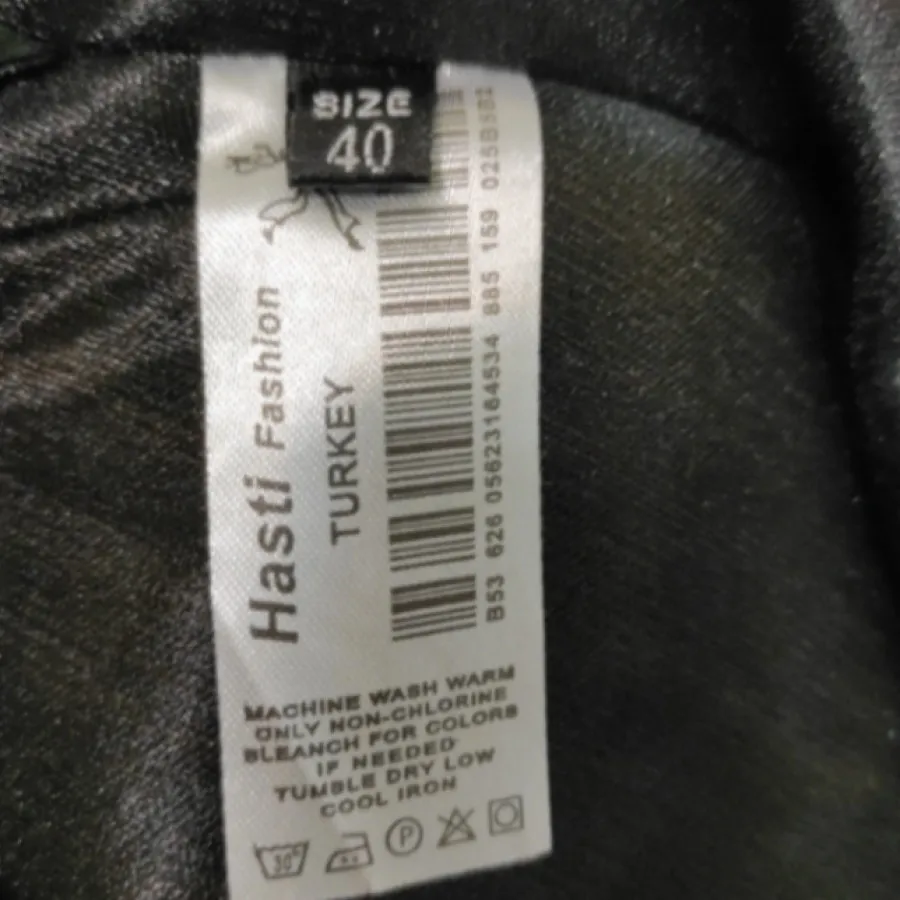 SIZE
40
Hasti Fashion
TURKEY
B53 626 05623164534 885 159 025B5B2
MACHINE WASH WARM
ONLY NON-CHLORINE
BLEANCH FOR COLORS
IF NEEDED
TUMBLE DRY LOW
COOL IRON
30°
P